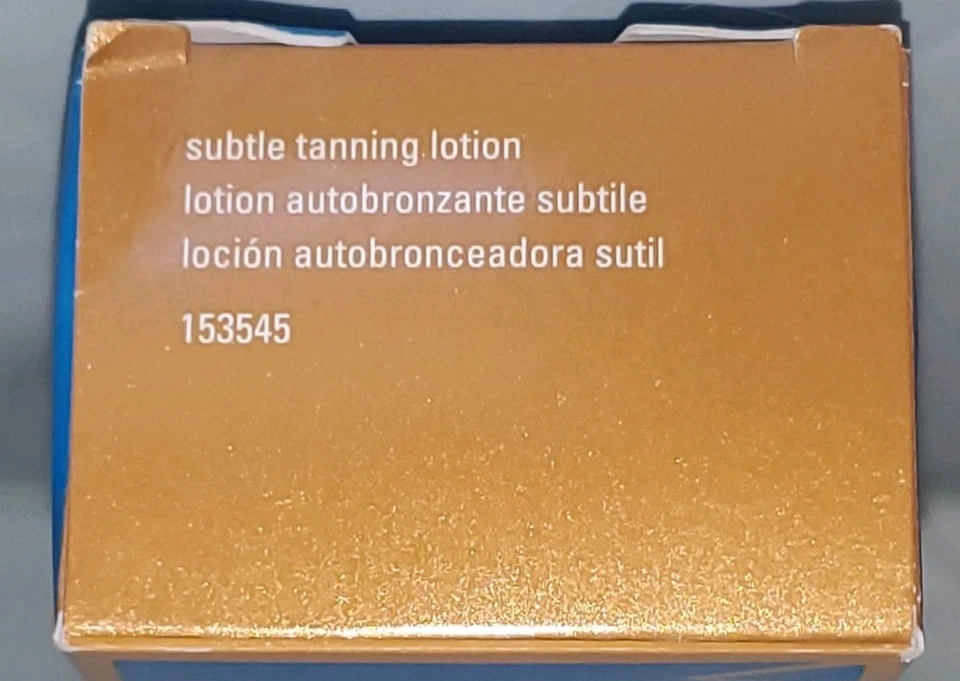 subtle tanning lotion
lotion autobronzante subtile
loción autobronceadora sutil
153545